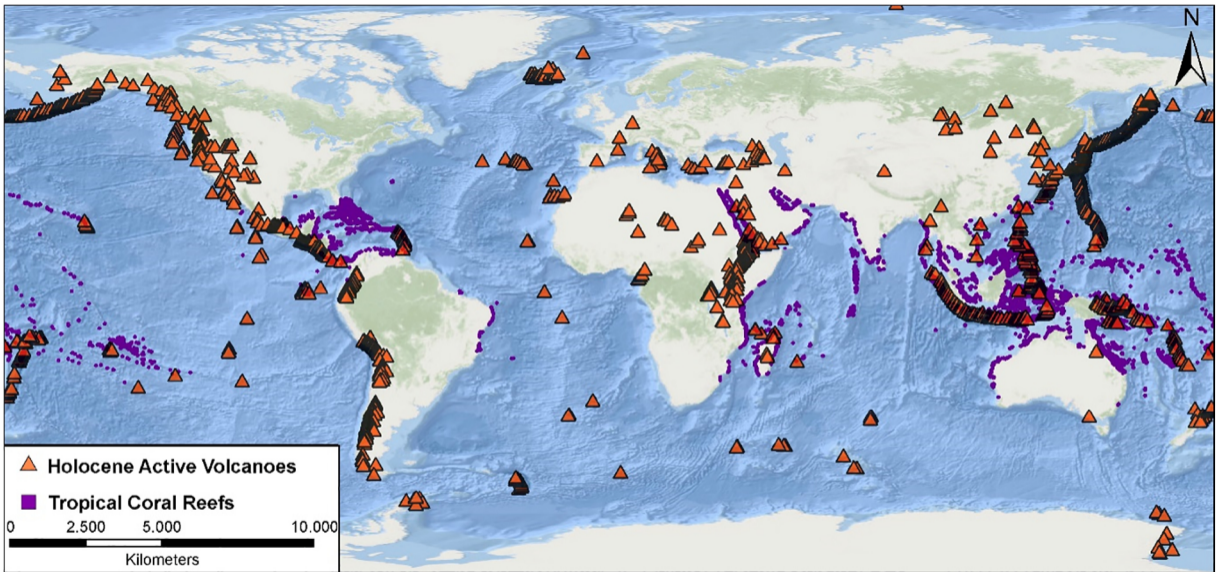 N
Holocene Active Volcanoes
Tropical Coral Reefs
0 2.500 5.000 10.000
Kilometers